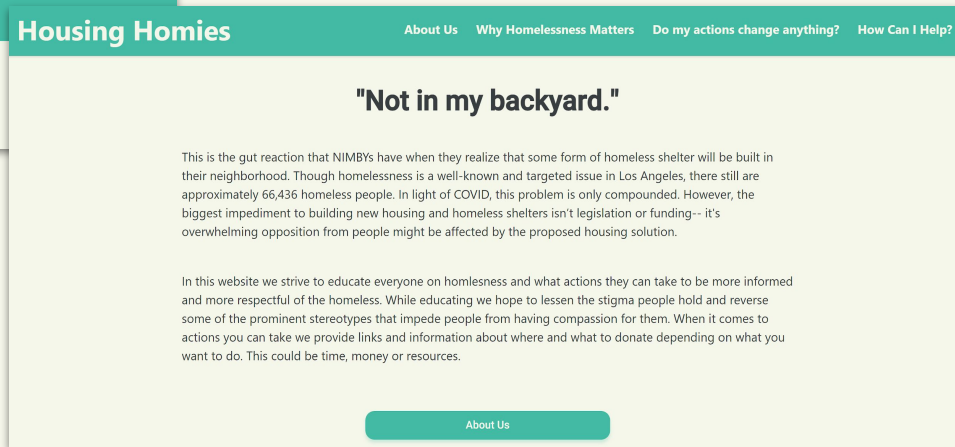 Housing Homies
About Us Why Homelessness Matters Do my actions change anything? How Can I Help?
"Not in my backyard."
This is the gut reaction that NIMBYs have when they realize that some form of homeless shelter will be built in
their neighborhood. Though homelessness is a well-known and targeted issue in Los Angeles, there still are
approximately 66,436 homeless people. In light of COVID, this problem is only compounded. However, the
biggest impediment to building new housing and homeless shelters isn't legislation or funding-- it's
overwhelming opposition from people might be affected by the proposed housing solution.
In this website we strive to educate everyone on homlesness and what actions they can take to be more informed
and more respectful of the homeless. While educating we hope to lessen the stigma people hold and reverse
some of the prominent stereotypes that impede people from having compassion for them. When it comes to
actions you can take we provide links and information about where and what to donate depending on what you
want to do. This could be time, money or resources.
About Us